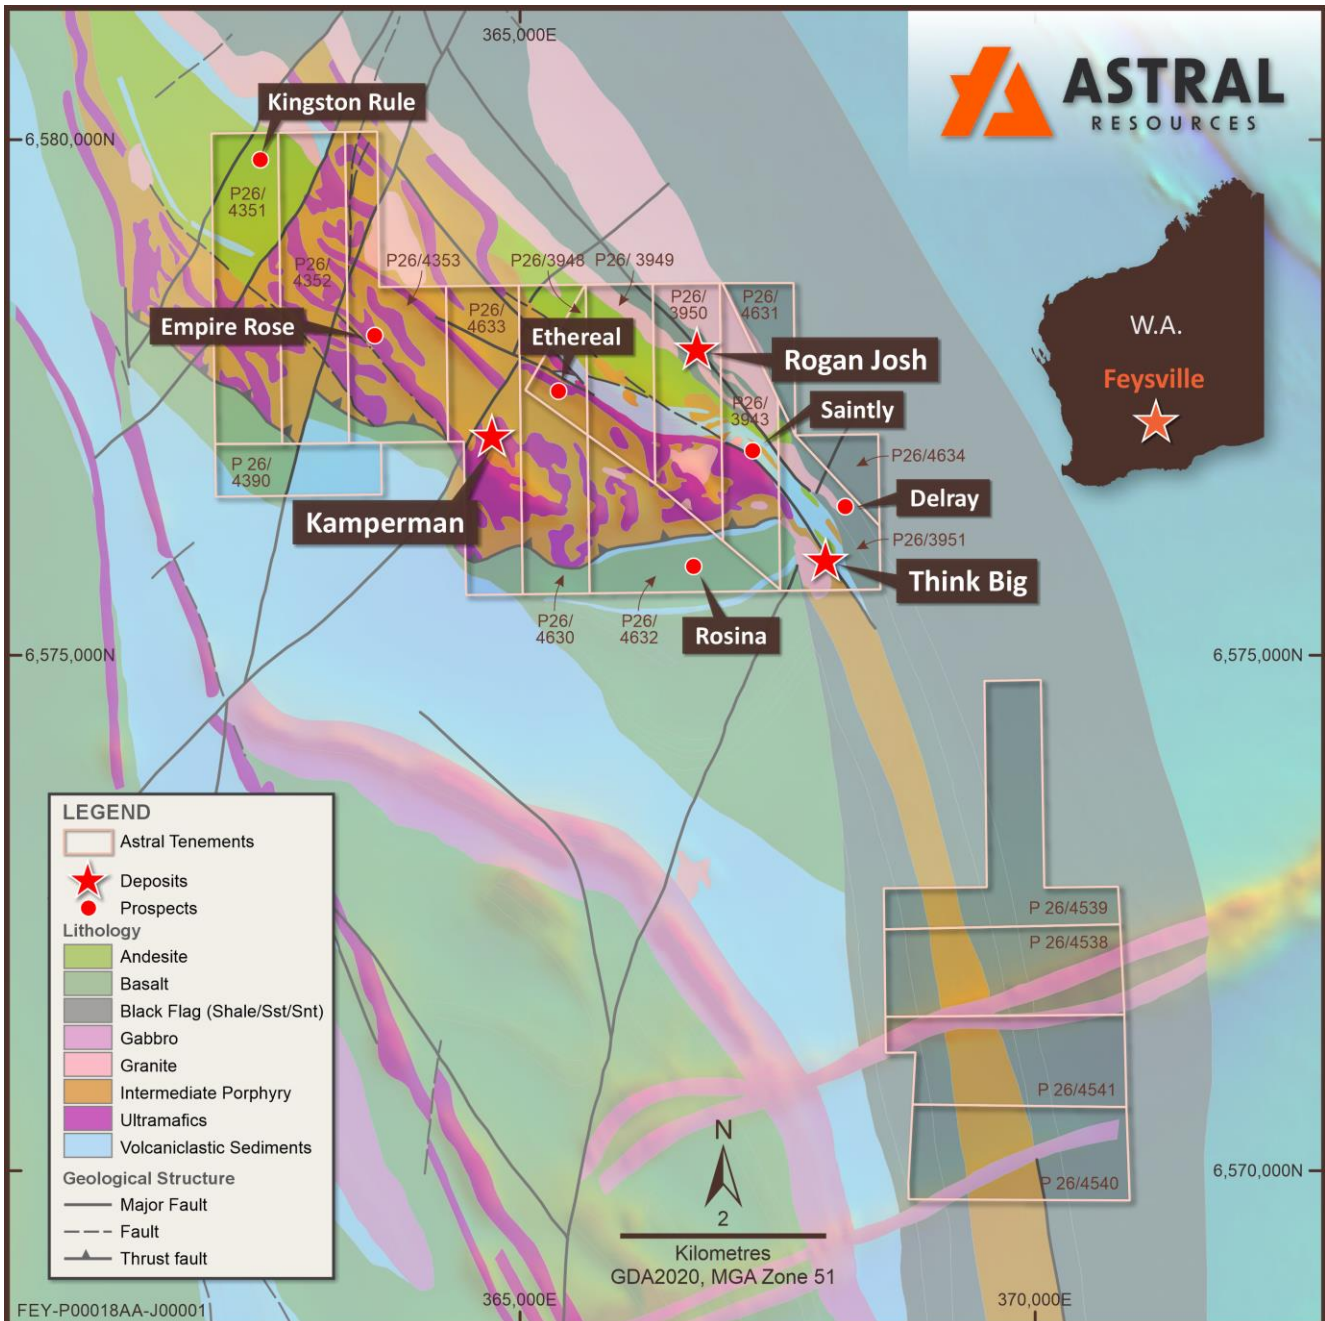 365,000E
ASTRAL
RESOURCES
Kingston Rule
6,580,000N
P26/
4351
P26/
4352
P26/4353
P26/3948
P26/ 3949
P26/
3950
P26/
4631
P26/
4633
Empire Rose
Ethereal
Rogan Josh
W.A.
Feysville
P26/
3943
Saintly
P26/4634
P 26/
4390
Kamperman
Delray
P26/3951
Think Big
P26/
4630
P26/
4632
Rosina
6,575,000N
6,575,000N
LEGEND
Astral Tenements
Deposits
Prospects
Lithology
Andesite
Basalt
Black Flag (Shale/Sst/Snt)
Gabbro
Granite
Intermediate Porphyry
Ultramafics
Volcaniclastic Sediments
Geological Structure
Major Fault
Fault
Thrust fault
P 26/4539
P 26/4538
P 26/4541
P 26/4540
6,570,000N
N
2
Kilometres
GDA2020, MGA Zone 51
FEY-P00018AA-J00001
365,000E
370,000E